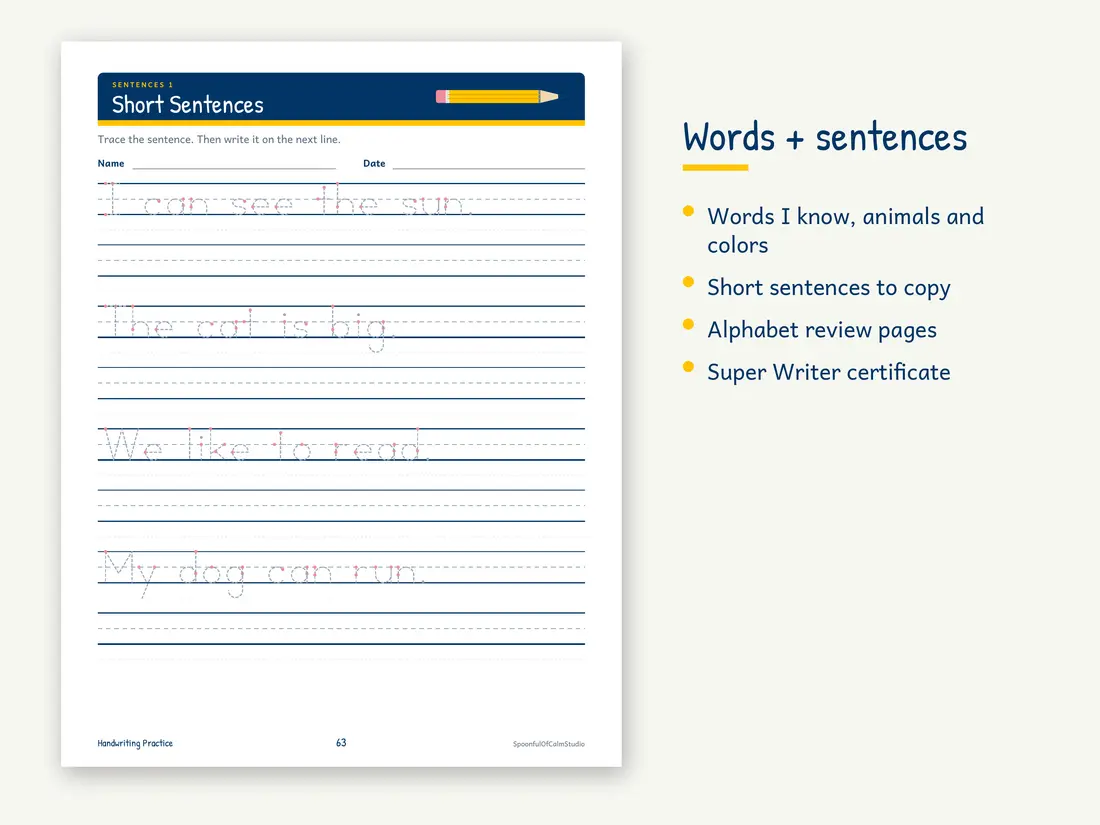 SENTENCES 1
Short Sentences
Trace the sentence. Then write it on the next line.
Name Date
I can see the sun.
The cat is big.
We like to read.
My dog can run.
Handwriting Practice 63 SpoonfulOfCalmStudio
Words + sentences
Words I know, animals and
colors
Short sentences to copy
Alphabet review pages
Super Writer certificate